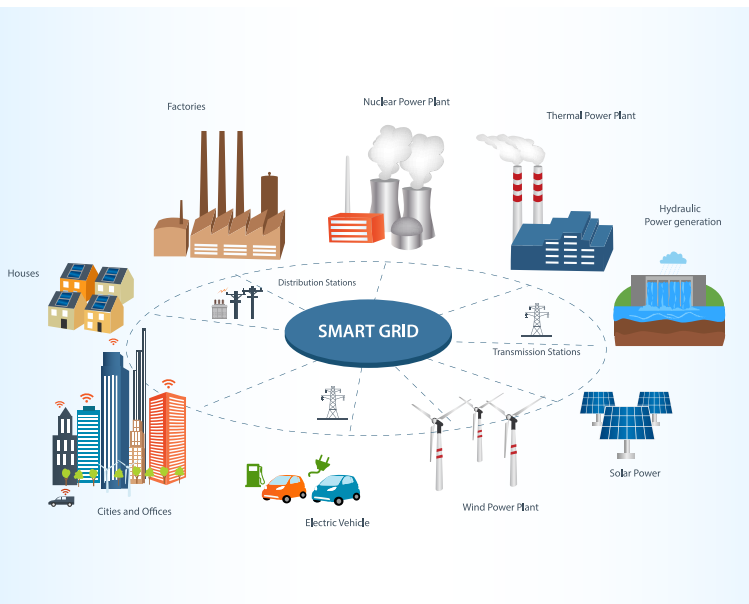 Nuclear Power Plant
Factories
Thermal Power Plant
Hydraulic
Power generation
Houses
Distribution Stations
SMART GRID
Transmission Stations
Solar Power
Wind Power Plant
Cities and Offices
Electric Vehicle